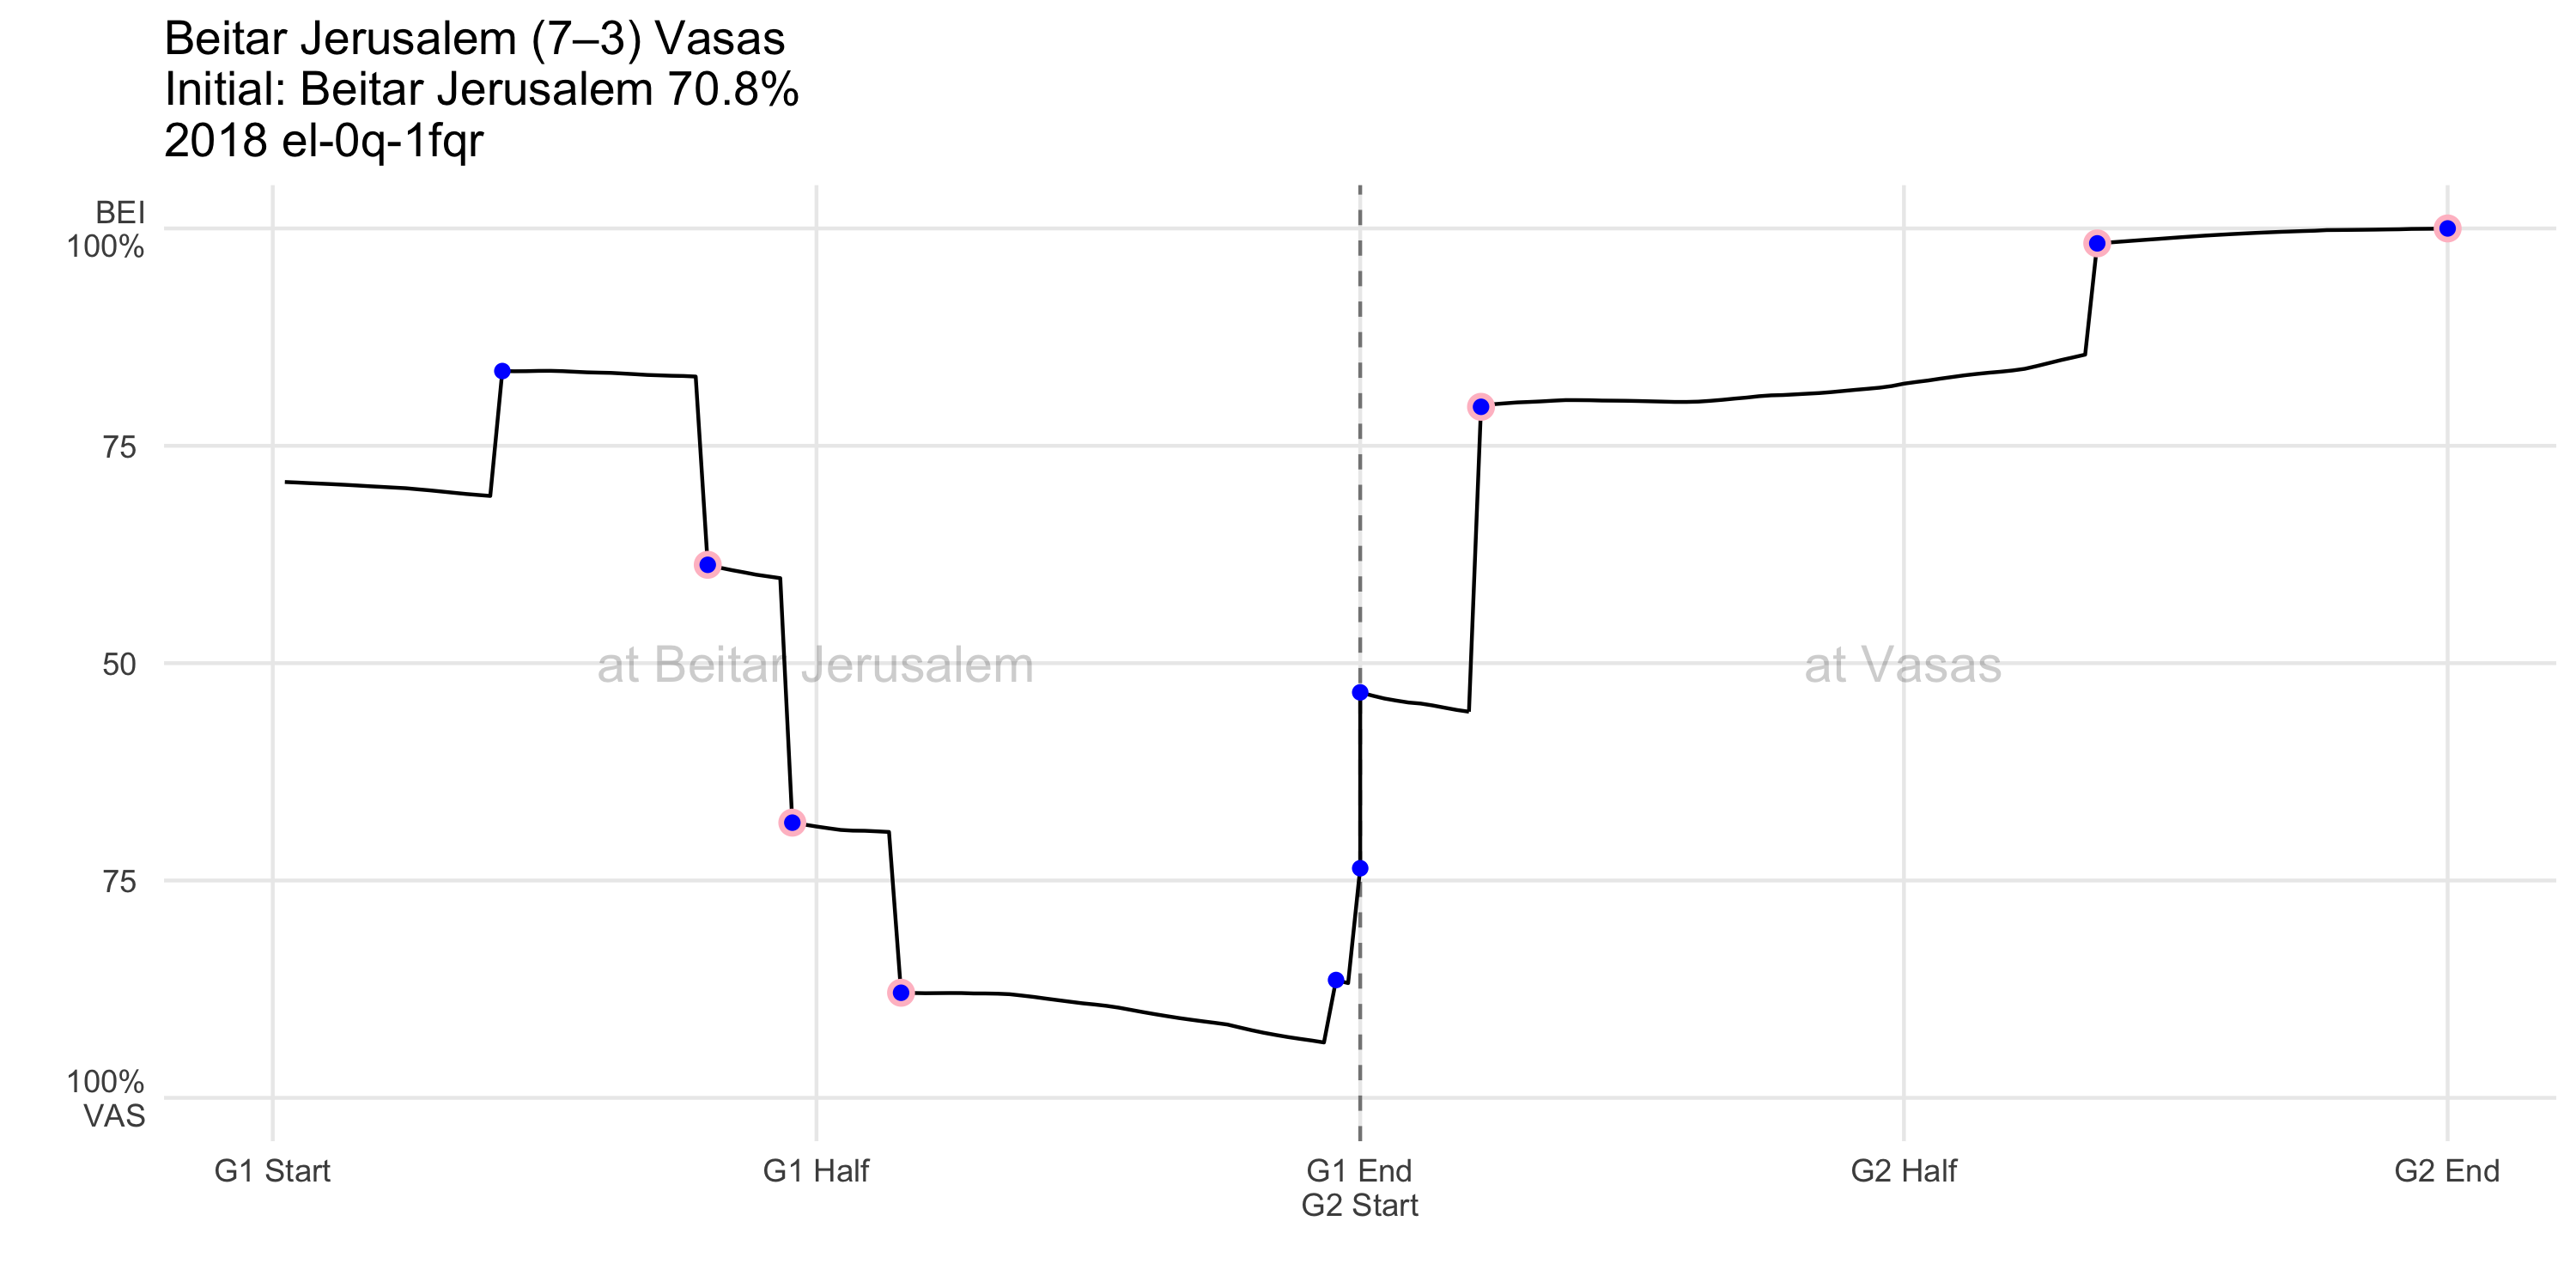 Beitar Jerusalem (7–3) Vasas
Initial: Beitar Jerusalem 70.8%
2018 el-0q-1fqr
BEI
100%
75
50
75
100%
VAS
at Beitar Jerusalem
at Vasas
G1 Start
G1 Half
G1 End
G2 Start
G2 Half
G2 End